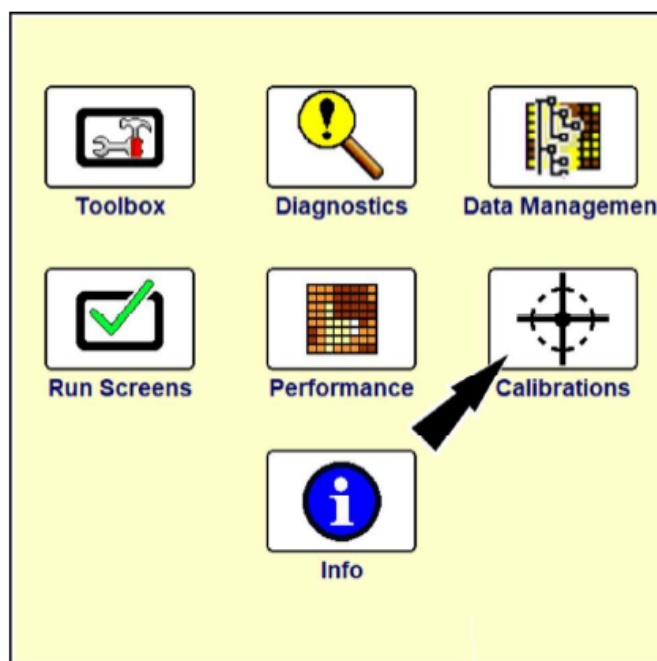 Toolbox
Diagnostics
Data Managemen
Run Screens
Performance
Calibrations
Info